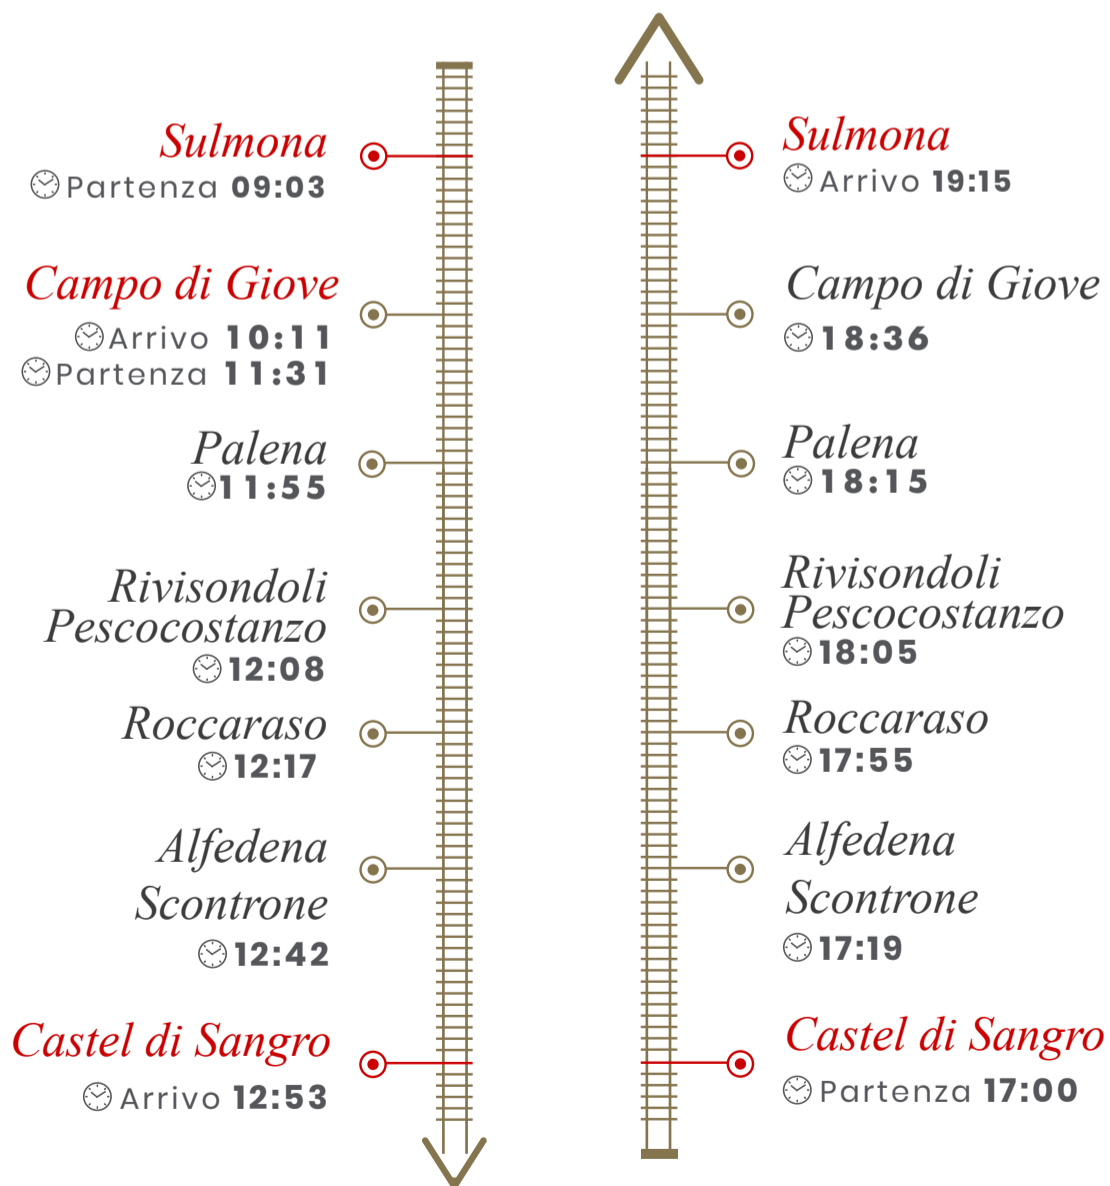 Sulmona
Partenza 09:03
Campo di Giove
Arrivo 10:11
Partenza 11:31
Palena
11:55
Rivisondoli
Pescocostanzo
12:08
Roccaraso
12:17
Alfedena
Scontrone
12:42
Castel di Sangro
Arrivo 12:53
Sulmona
Arrivo 19:15
Campo di Giove
18:36
Palena
18:15
Rivisondoli
Pescocostanzo
18:05
Roccaraso
17:55
Alfedena
Scontrone
17:19
Castel di Sangro
Partenza 17:00